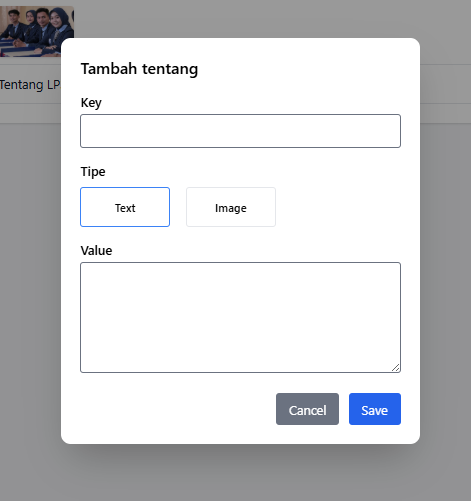 Tentang LP
Tambah tentang
Key
Tipe
Text Image
Value
Cancel Save